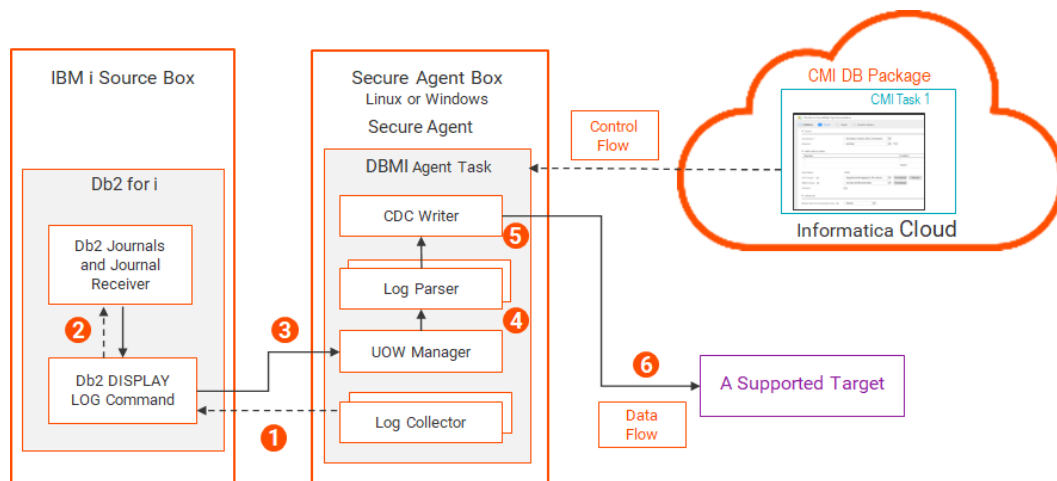 IBM i Source Box
Db2 for i
Db2 Journals
and Journal
Receiver
2
Db2 DISPLAY
LOG Command
1
3
Secure Agent Box
Linux or Windows
Secure Agent
DBMI Agent Task
CDC Writer
5
Log Parser
4
UOW Manager
Log Collector
Control
Flow
CMI DB Package
CMI Task 1
Informatica Cloud
6
A Supported Target
Data
Flow